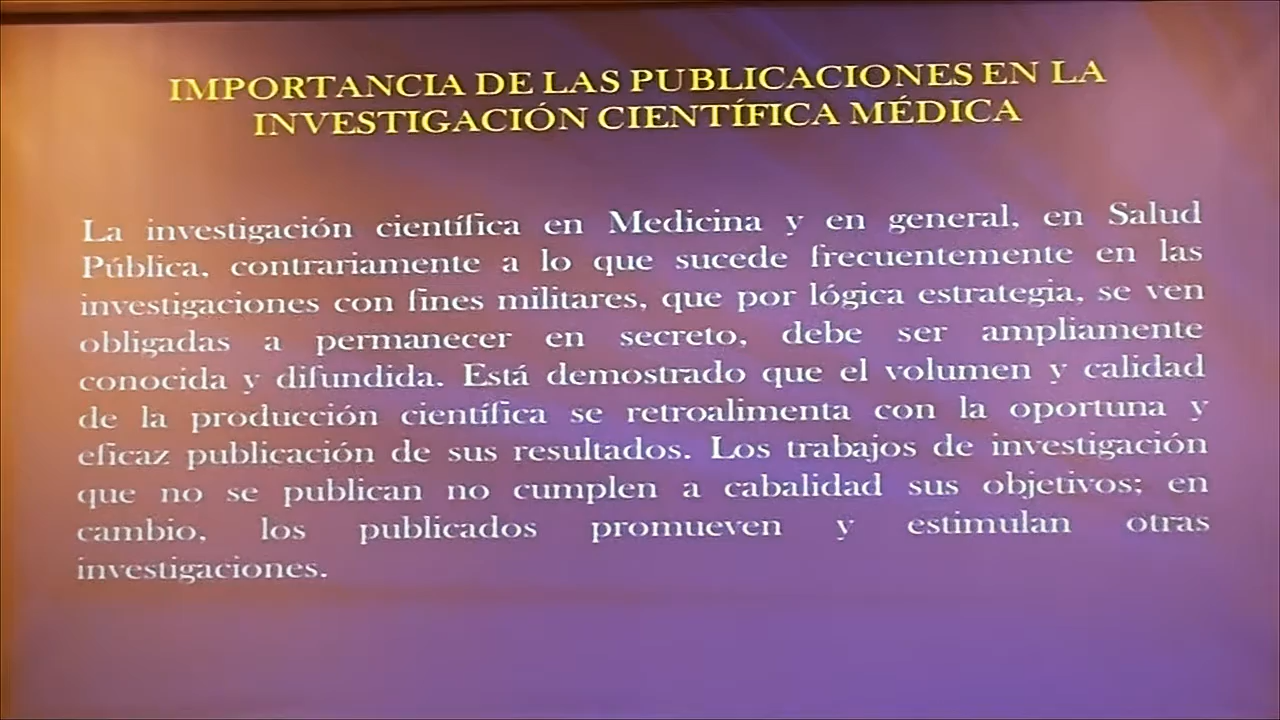 IMPORTANCIA DE LAS PUBLICACIONES EN LA
INVESTIGACIÓN CIENTÍFICA MÉDICA
La investigación científica en Medicina y en general, en Salud
Pública, contrariamente a lo que sucede frecuentemente en las
investigaciones con fines militares, que por lógica estrategia, se ven
obligadas a permanecer en secreto, debe ser ampliamente
conocida y difundida. Está demostrado que el volumen y calidad
de la producción científica se retroalimenta con la oportuna y
eficaz publicación de sus resultados. Los trabajos de investigación
que no se publican no cumplen a cabalidad sus objetivos; en
cambio, los publicados promueven y estimulan otras
investigaciones.